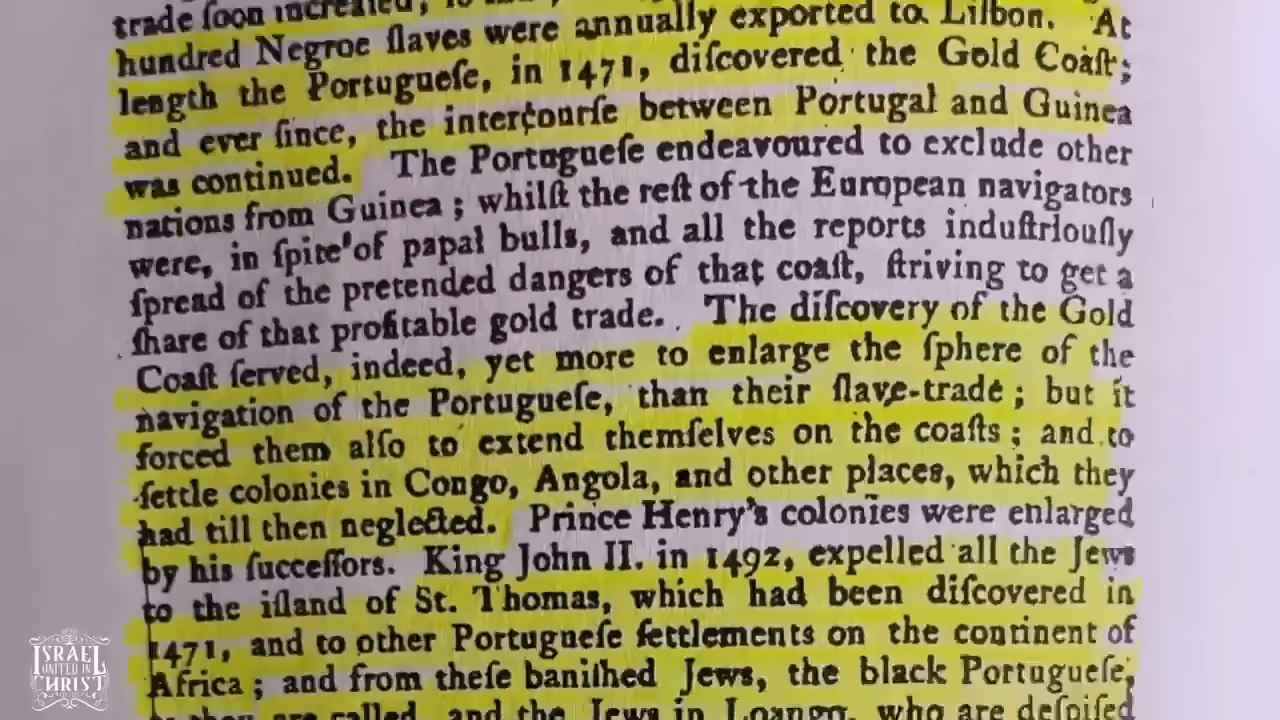 trade ſoon increaſed,
hundred Negroe ſlaves were annually exported to Liſbon. At
length the Portugueſe, in 1471, diſcovered the Gold Coaſt;
and ever ſince, the intercourſe between Portugal and Guinea
was continued. The Portugueſe endeavoured to exclude other
nations from Guinea; whilſt the reſt of the European navigators
were, in ſpite of papal bulls, and all the reports induſtriouſly
ſpread of the pretended dangers of that coaſt, ſtriving to get a
ſhare of that profitable gold trade. The diſcovery of the Gold
Coaſt ſerved, indeed, yet more to enlarge the ſphere of the
navigation of the Portugueſe, than their ſlave-trade; but it
forced them alſo to extend themſelves on the coaſts; and to
ſettle colonies in Congo, Angola, and other places, which they
had till then neglected. Prince Henry's colonies were enlarged
by his ſucceſſors. King John II. in 1492, expelled all the Jews
to the iſland of St. Thomas, which had been diſcovered in
1471, and to other Portugueſe ſettlements on the continent of
Africa; and from theſe baniſhed Jews, the black Portugueſe,
are called, and the Jews in Loango, who are deſpiſed
ISRAEL
UNITED IN
CHRIST